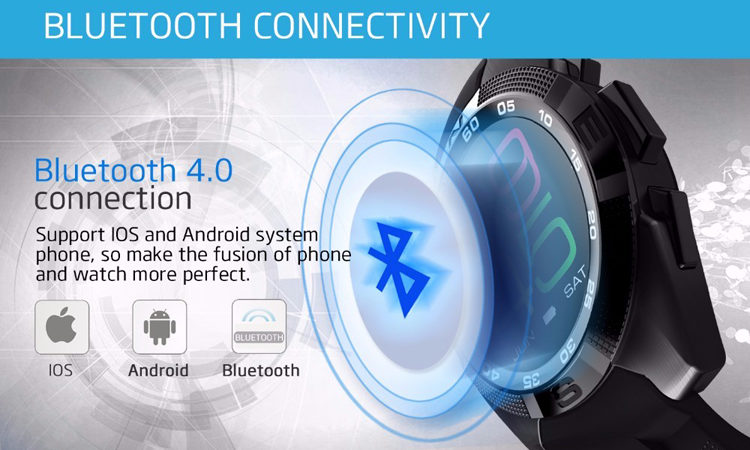 BLUETOOTH CONNECTIVITY
Bluetooth 4.0
connection
Support IOS and Android system
phone, so make the fusion of phone
and watch more perfect.
BLUETOOTH
IOS
Android
Bluetooth
60
05
10
15
20
25
30
35
SAT